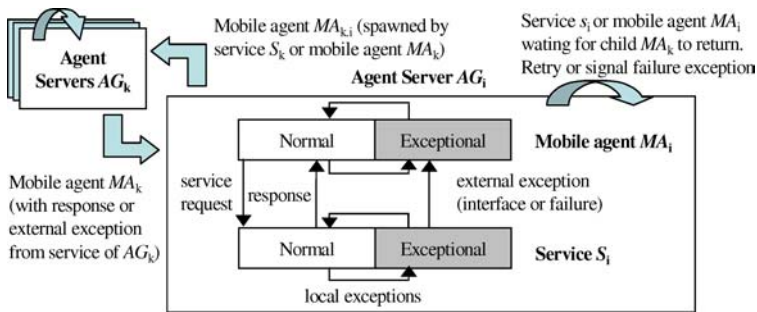 Agent
Servers AGk
Mobile agent MAk,i (spawned by
service Sk or mobile agent MAk)
Service si or mobile agent MAi
wating for child MAk to return.
Retry or signal failure exception
Agent Server AGi
Normal
Exceptional
Mobile agent MAi
Mobile agent MAk
(with response or
external exception
from service of AGk)
service
request
response
external exception
(interface or failure)
Normal
Exceptional
Service Si
local exceptions